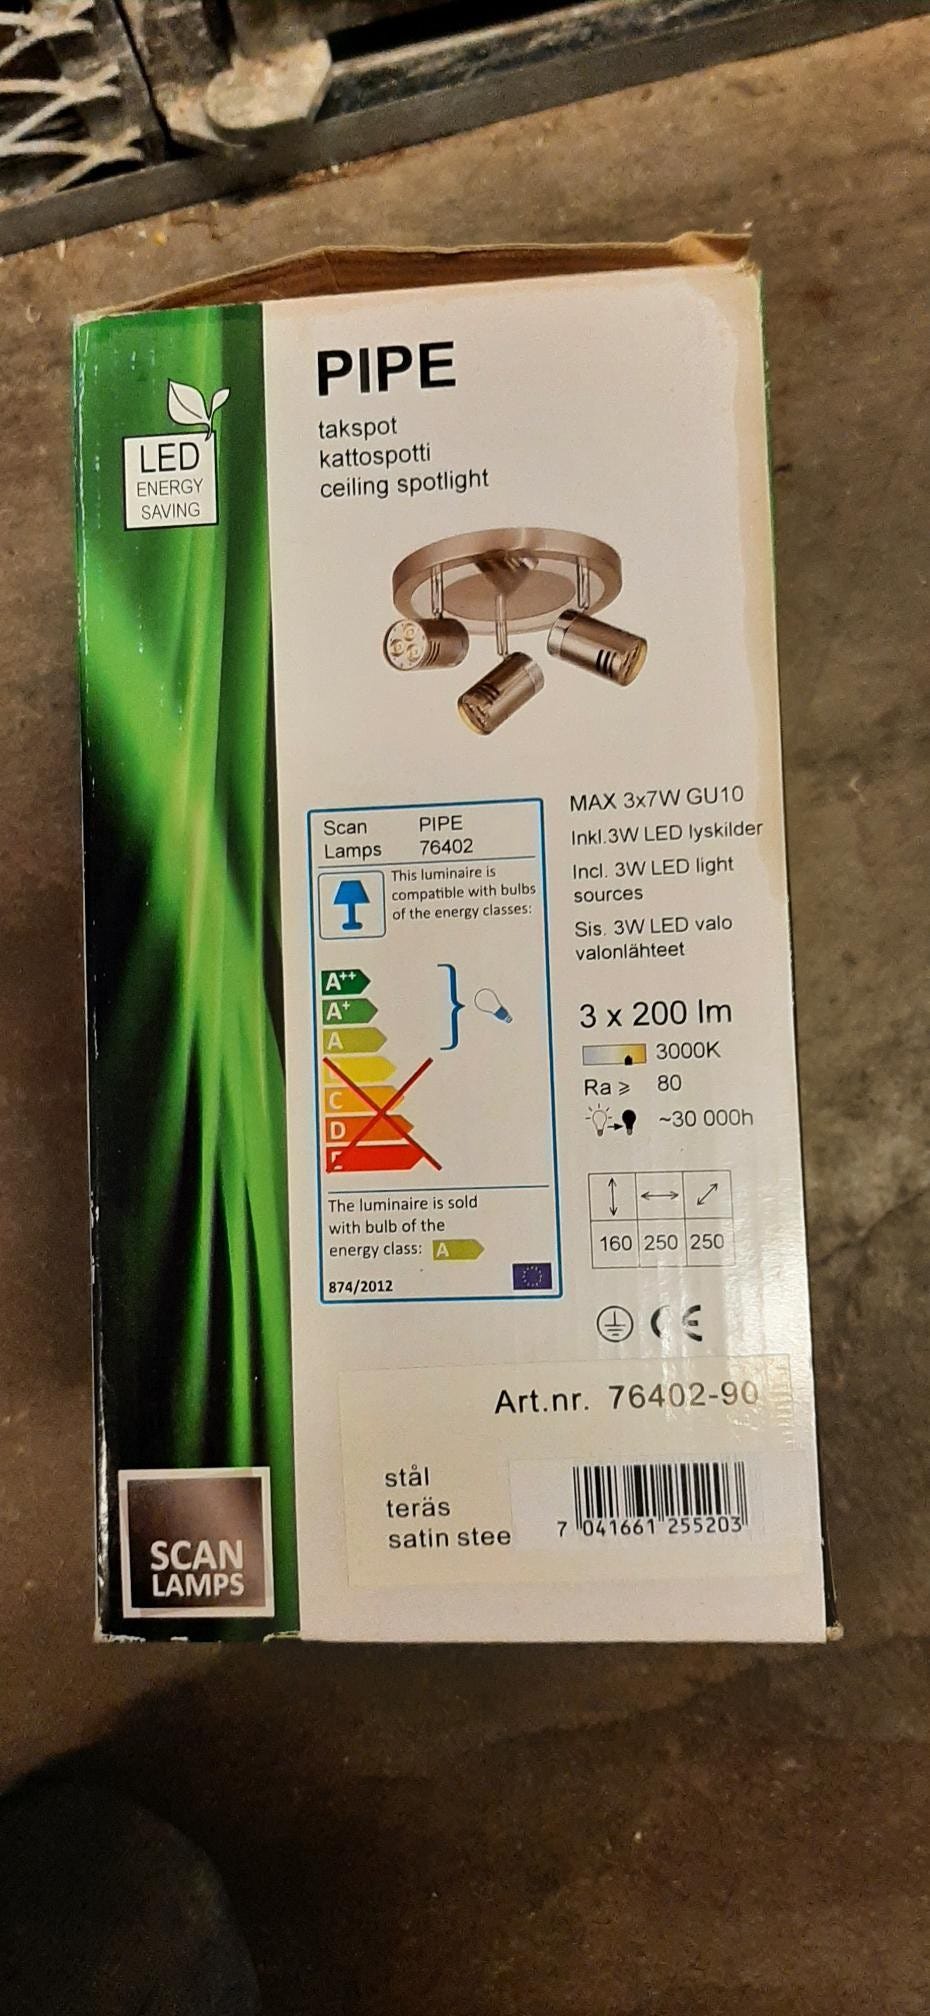 PIPE
takspot
kattospotti
ceiling spotlight
LED
ENERGY
SAVING
Scan PIPE
Lamps 76402
This luminaire is
compatible with bulbs
of the energy classes:
A++
A+
A
C
D
The luminaire is sold
with bulb of the
energy class: A
874/2012
MAX 3x7W GU10
Inkl.3W LED lyskilder
Incl. 3W LED light
sources
Sis. 3W LED valo
valonlähteet
3 x 200 lm
3000K
Ra ≥ 80
~30 000h
160 250 250
CE
Art.nr. 76402-90
stål
teräs
satin stee
7 041661 255203
SCAN
LAMPS